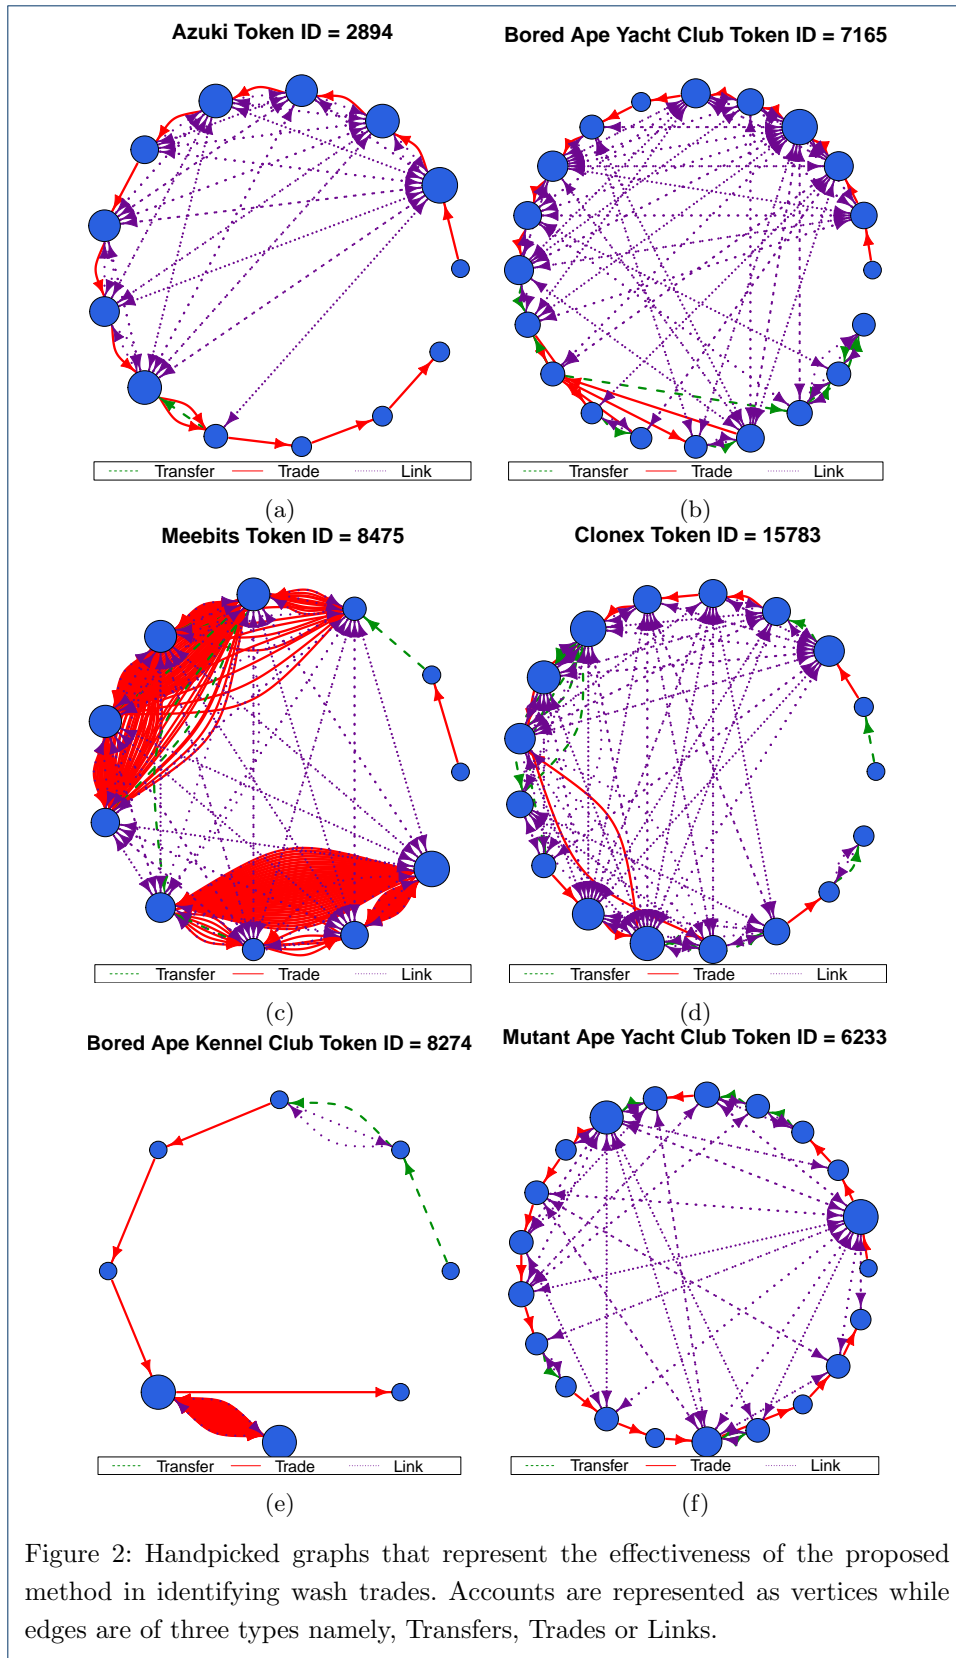 Azuki Token ID = 2894
Bored Ape Yacht Club Token ID = 7165
Transfer Trade Link
Transfer Trade Link
(a)
(b)
Meebits Token ID = 8475
Clonex Token ID = 15783
Transfer Trade Link
Transfer Trade Link
(c)
(d)
Bored Ape Kennel Club Token ID = 8274
Mutant Ape Yacht Club Token ID = 6233
Transfer Trade Link
Transfer Trade Link
(e)
(f)
Figure 2: Handpicked graphs that represent the effectiveness of the proposed
method in identifying wash trades. Accounts are represented as vertices while
edges are of three types namely, Transfers, Trades or Links.